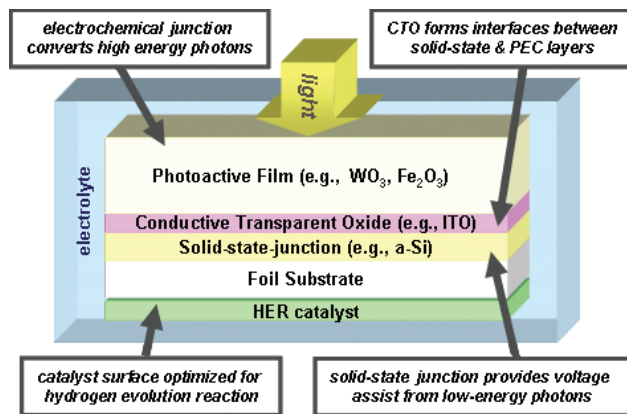 electrochemical junction
converts high energy photons
CTO forms interfaces between
solid-state & PEC layers
light
electrolyte
Photoactive Film (e.g., WO₃, Fe₂O₃)
Conductive Transparent Oxide (e.g., ITO)
Solid-state-junction (e.g., a-Si)
Foil Substrate
HER catalyst
catalyst surface optimized for
hydrogen evolution reaction
solid-state junction provides voltage
assist from low-energy photons